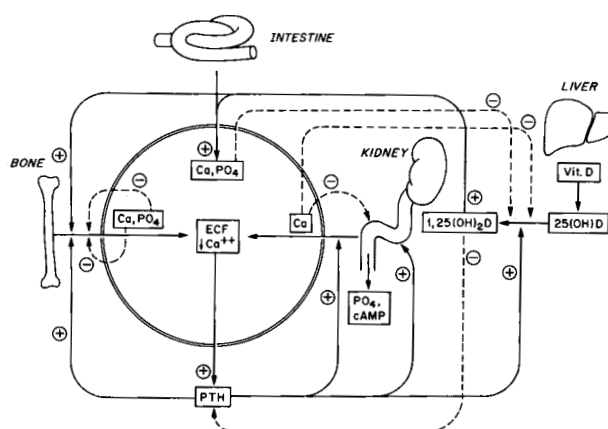 INTESTINE
LIVER
⊖
⊖
KIDNEY
Vit. D
BONE
⊕
⊕
Ca, PO₄
⊖
⊖
⊕
Ca, PO₄
ECF
↓Ca⁺⁺
Ca
1,25(OH)₂D
25(OH)D
⊖
⊖
⊕
⊕
⊕
PO₄,
cAMP
⊕
⊕
PTH